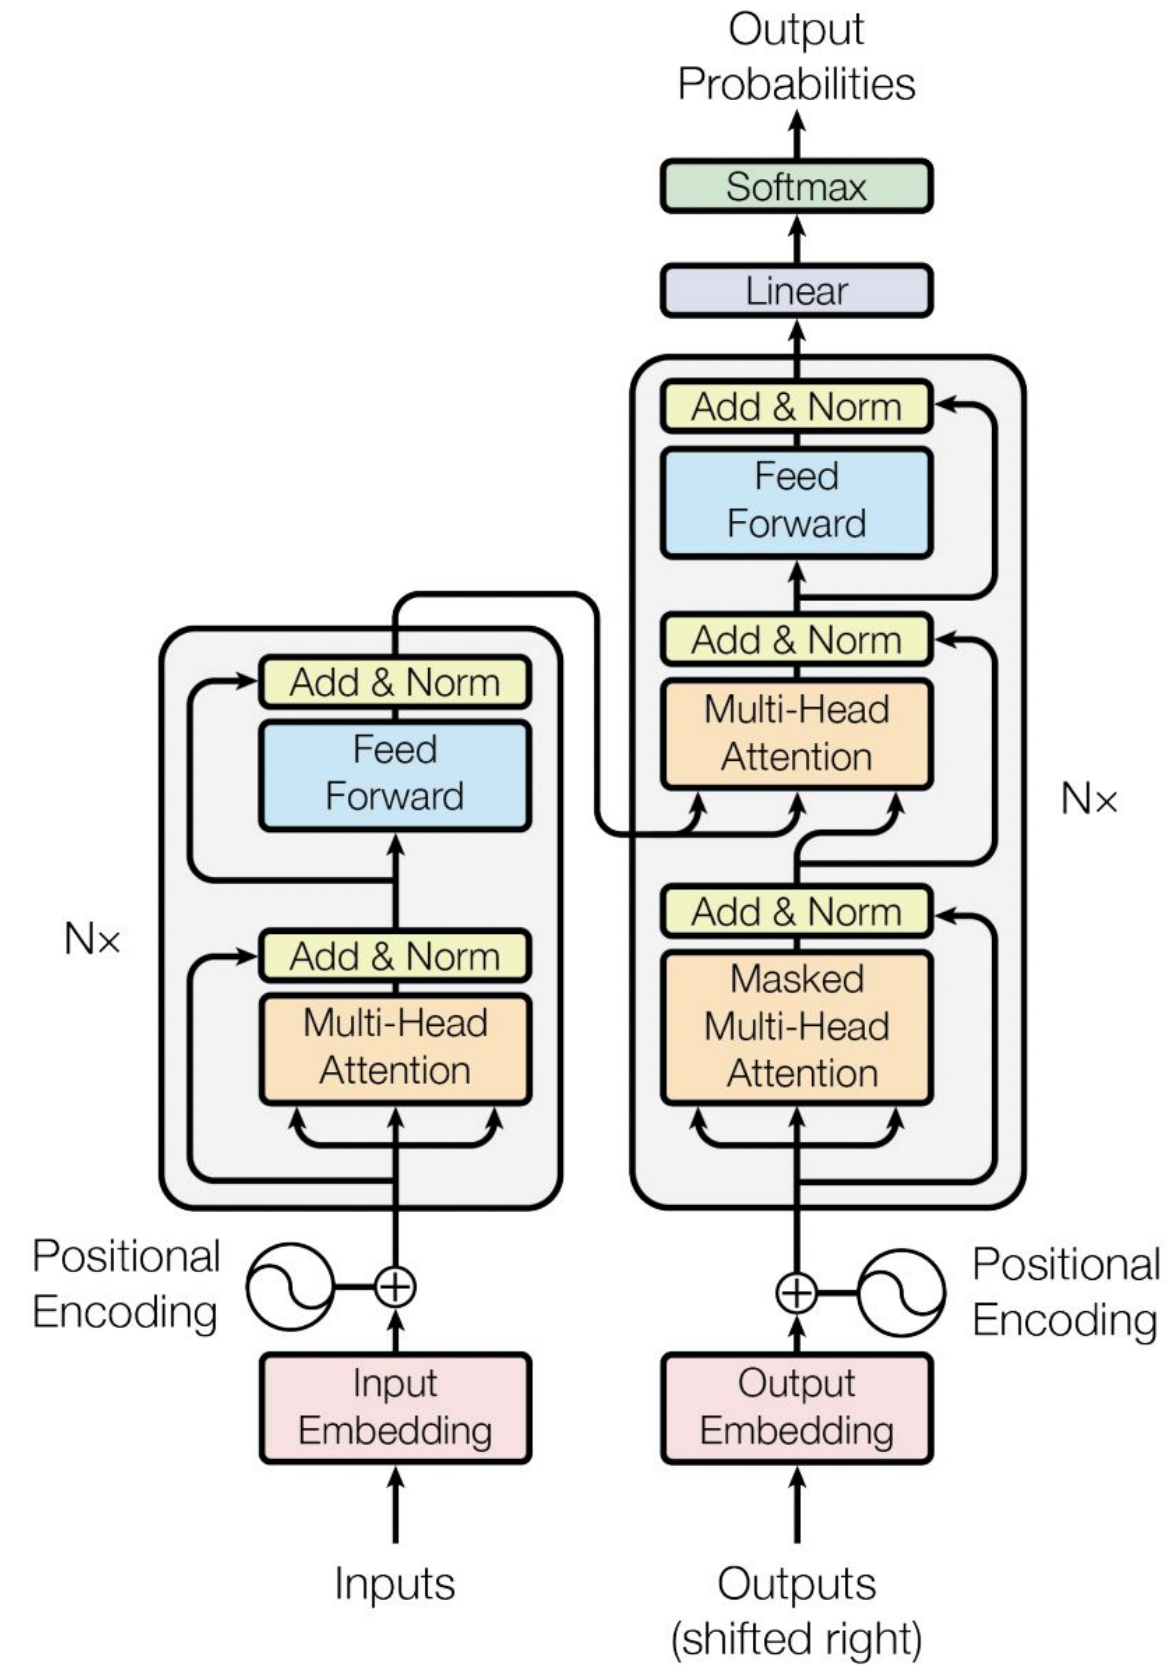 Output
Probabilities
Softmax
Linear
Add & Norm
Feed
Forward
Add & Norm
Multi-Head
Attention
Add & Norm
Masked
Multi-Head
Attention
N×
Add & Norm
Feed
Forward
Add & Norm
Multi-Head
Attention
N×
Positional
Encoding
Positional
Encoding
Input
Embedding
Output
Embedding
Inputs
Outputs
(shifted right)